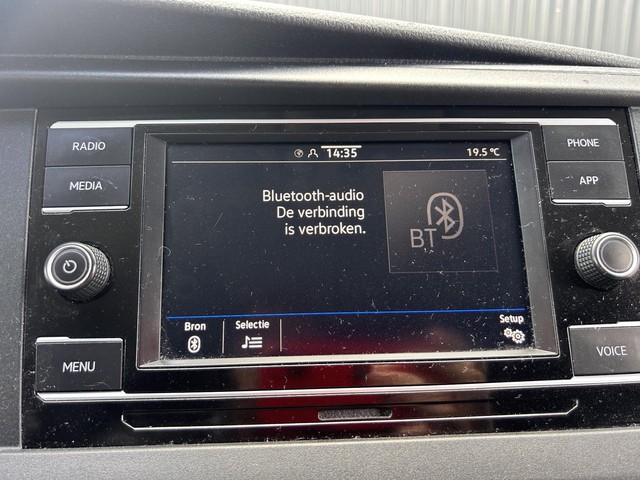 RADIO
MEDIA
MENU
14:35
19.5 °C
Bluetooth-audio
De verbinding
is verbroken.
BT
Bron
Selectie
Setup
PHONE
APP
VOICE